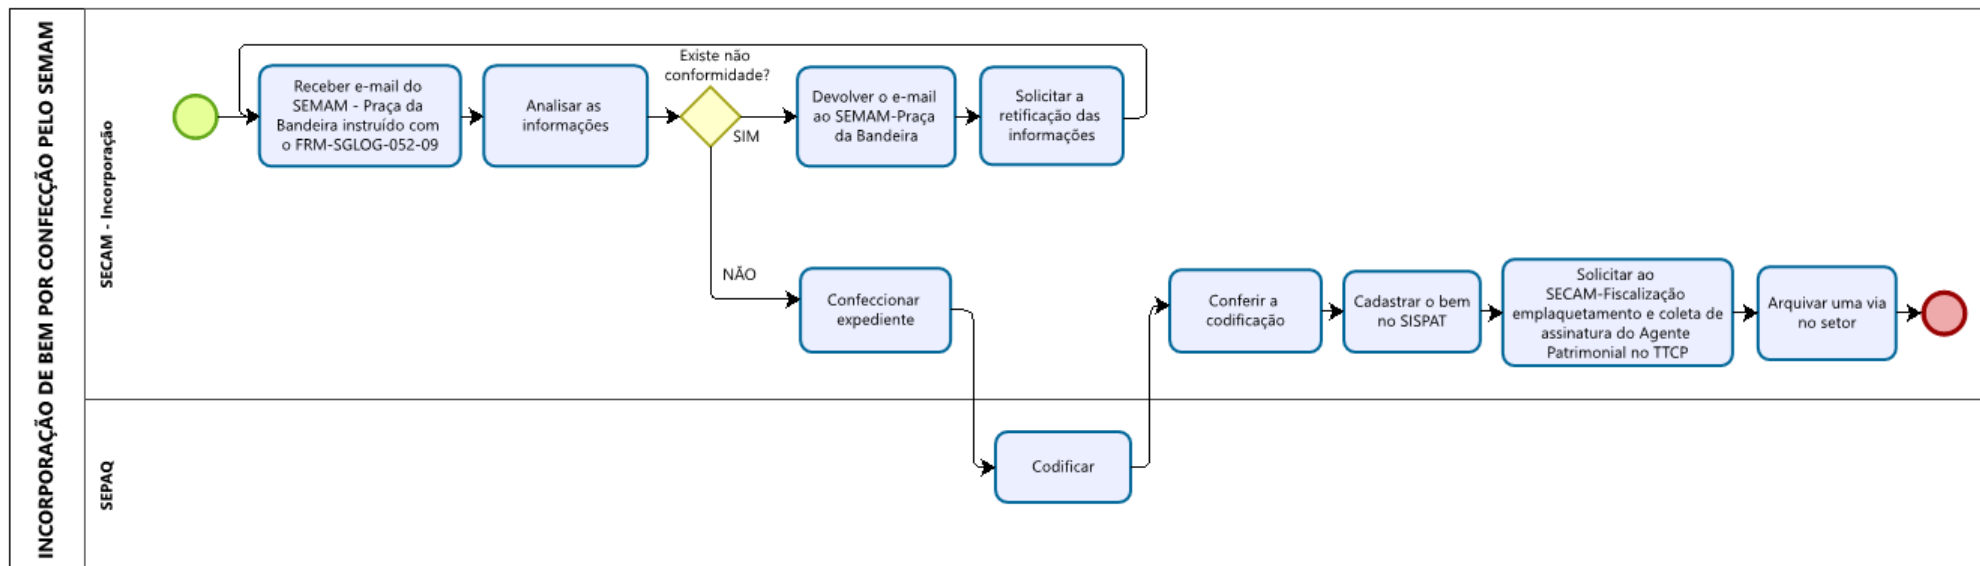 INCORPORAÇÃO DE BEM POR CONFECÇÃO PELO SEMAM
SECAM - Incorporação
Receber e-mail do
SEMAM - Praça da
Bandeira instruído com
o FRM-SGLOG-052-09
Analisar as
informações
Existe não
conformidade?
SIM
Devolver o e-mail
ao SEMAM-Praça
da Bandeira
Solicitar a
retificação das
informações
NÃO
Confeccionar
expediente
Conferir a
codificação
Cadastrar o bem
no SISPAT
Solicitar ao
SECAM-Fiscalização
emplaquetamento e coleta de
assinatura do Agente
Patrimonial no TTCP
Arquivar uma via
no setor
SEPAQ
Codificar